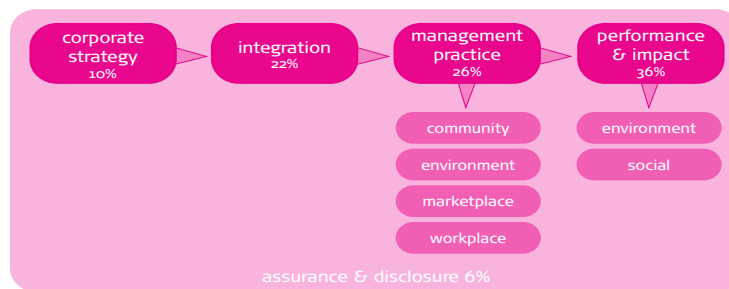 corporate
strategy
10%
integration
22%
management
practice
26%
performance
& impact
36%
community
environment
marketplace
workplace
environment
social
assurance & disclosure 6%